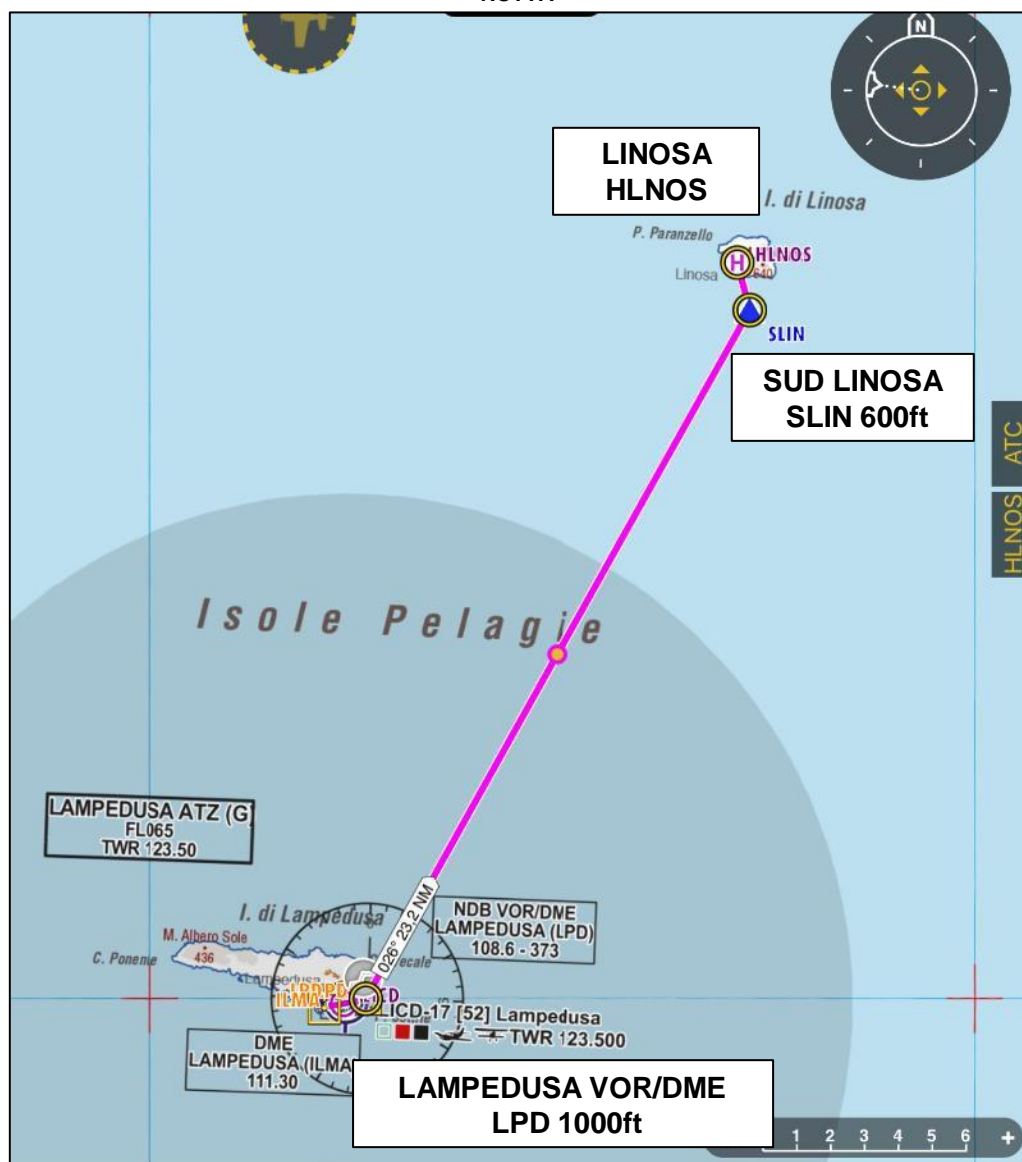 N
LINOSA
HLNOS
I. di Linosa
P. Paranzello
HLNOS
H
Linosa
640
SLIN
SUD LINOSA
SLIN 600ft
ATC
HLNOS
Isole Pelagie
LAMPEDUSA ATZ (G)
FL065
TWR 123.50
026° 23.2 NM
NDB VOR/DME
LAMPEDUSA (LPD)
108.6 - 373
I. di Lampedusa
M. Albero Sole
436
C. Ponente
Lampedusa
ILMA
LICD-17 [52] Lampedusa
TWR 123.500
DME
LAMPEDUSA (ILMA
111.30
LAMPEDUSA VOR/DME
LPD 1000ft
1 2 3 4 5 6 +